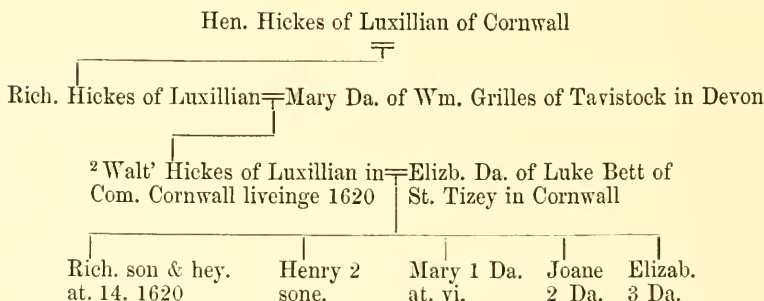 Hen. Hickes of Luxillian of Cornwall
Rich. Hickes of Luxillian=Mary Da. of Wm. Grilles of Tavistock in Devon
2 Walt' Hickes of Luxillian in=Elizb. Da. of Luke Bett of
Com. Cornwall liveinge 1620 St. Tizey in Cornwall
Rich. son & hey. Henry 2 Mary 1 Da. Joane Elizab.
at. 14. 1620 sone. at. vi. 2 Da. 3 Da.